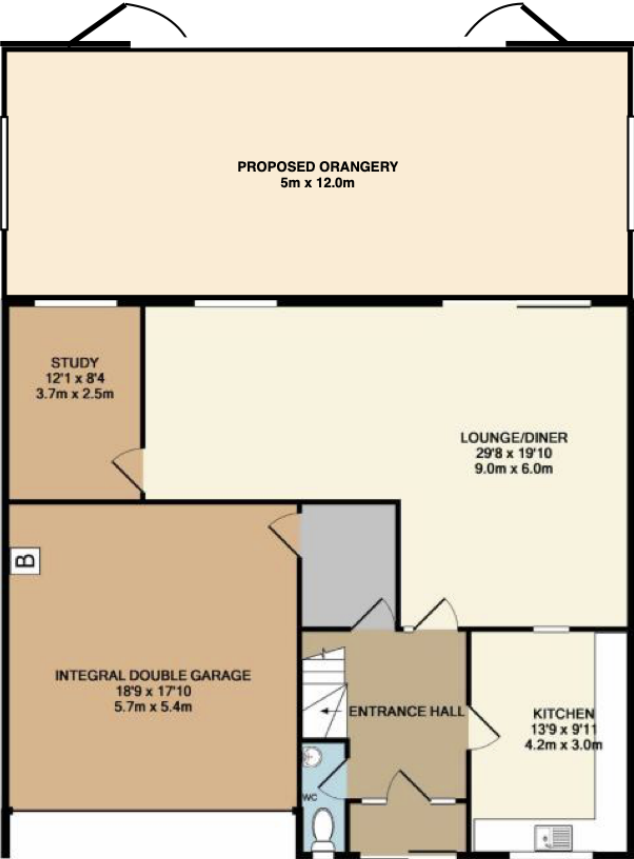 PROPOSED ORANGERY
5m x 12.0m
STUDY
12'1 x 8'4
3.7m x 2.5m
LOUNGE/DINER
29'8 x 19'10
9.0m x 6.0m
B
INTEGRAL DOUBLE GARAGE
18'9 x 17'10
5.7m x 5.4m
ENTRANCE HALL
KITCHEN
13'9 x 9'11
4.2m x 3.0m
WC